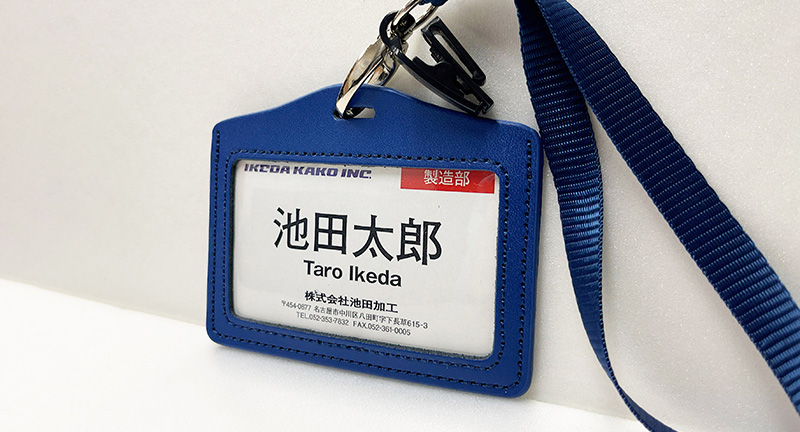 IKEDA KAKO INC.
製造部
池田太郎
Taro Ikeda
株式会社池田加工
〒454-0877 名古屋市中川区八田町字下長草615-3
TEL.052-353-7832 FAX.052-361-0005